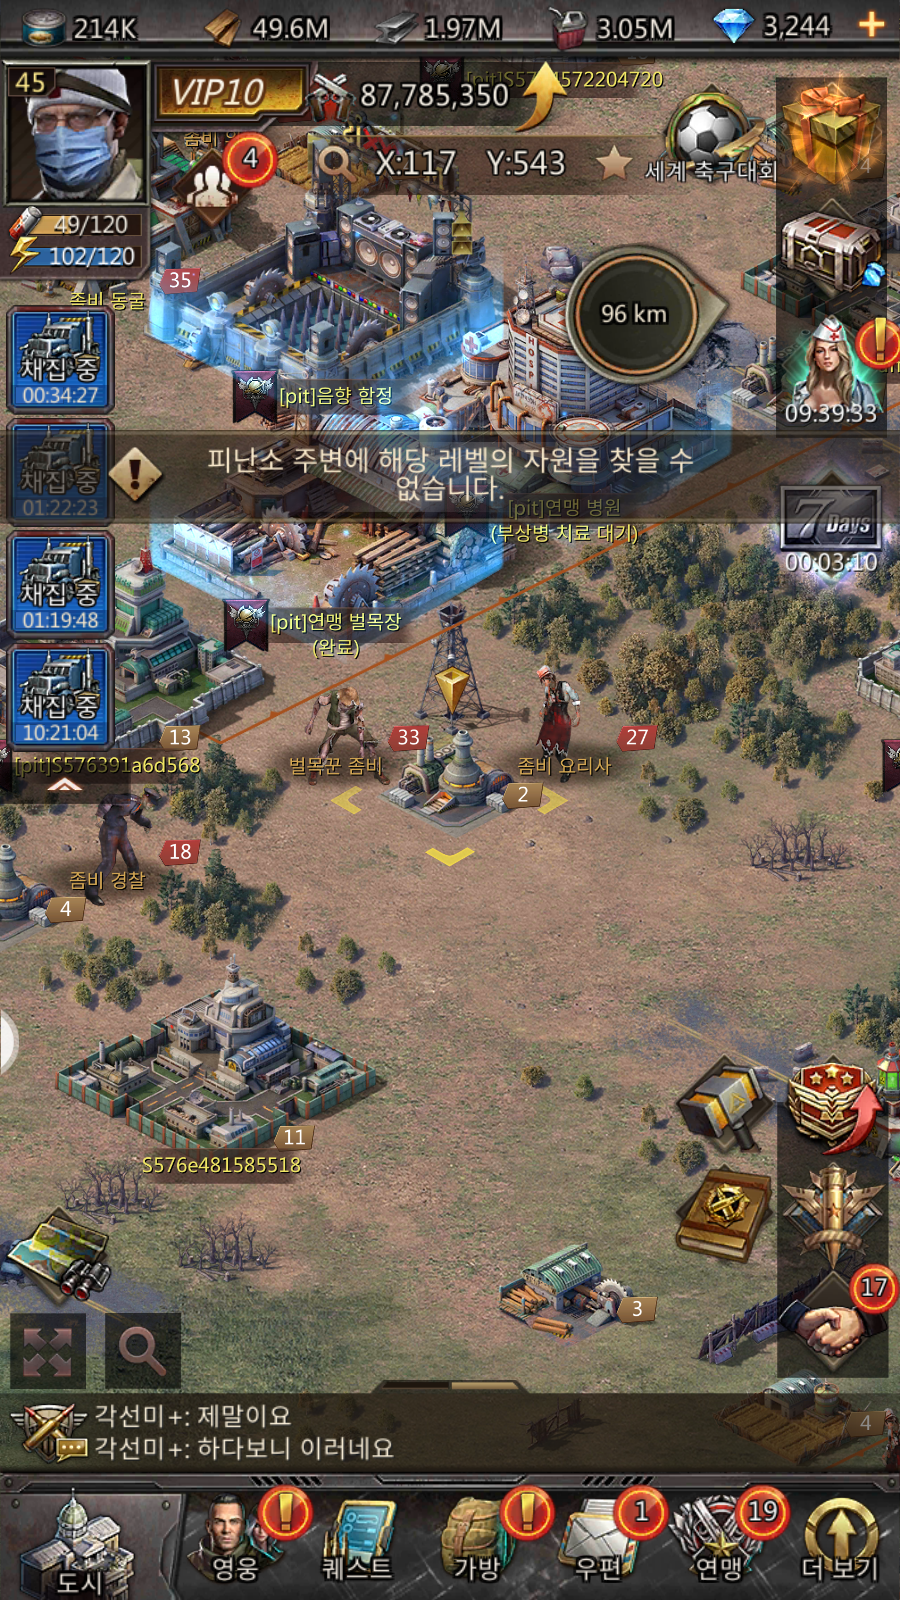 214K 49.6M 1.97M 3.05M 3,244
45
VIP10
87,785,350
4
X:117 Y:543
세계 축구대회
4
49/120
102/120
35
좀비 동굴
채집 중
00:34:27
96 km
[pit]음향 함정
09:39:33
피난소 주변에 해당 레벨의 자원을 찾을 수
없습니다.
채집 중
01:22:23
[pit]연맹 병원
(부상병 치료 대기)
7 Days
00:03:10
채집 중
01:19:48
[pit]연맹 벌목장
(완료)
채집 중
10:21:04
13
33
27
[pit]S576391a6d568
벌목꾼 좀비
좀비 요리사
2
18
좀비 경찰
4
11
S576e481585518
17
3
각선미+: 제말이요
4
각선미+: 하다보니 이러네요
1
19
도시
영웅
퀘스트
가방
우편
연맹
더 보기